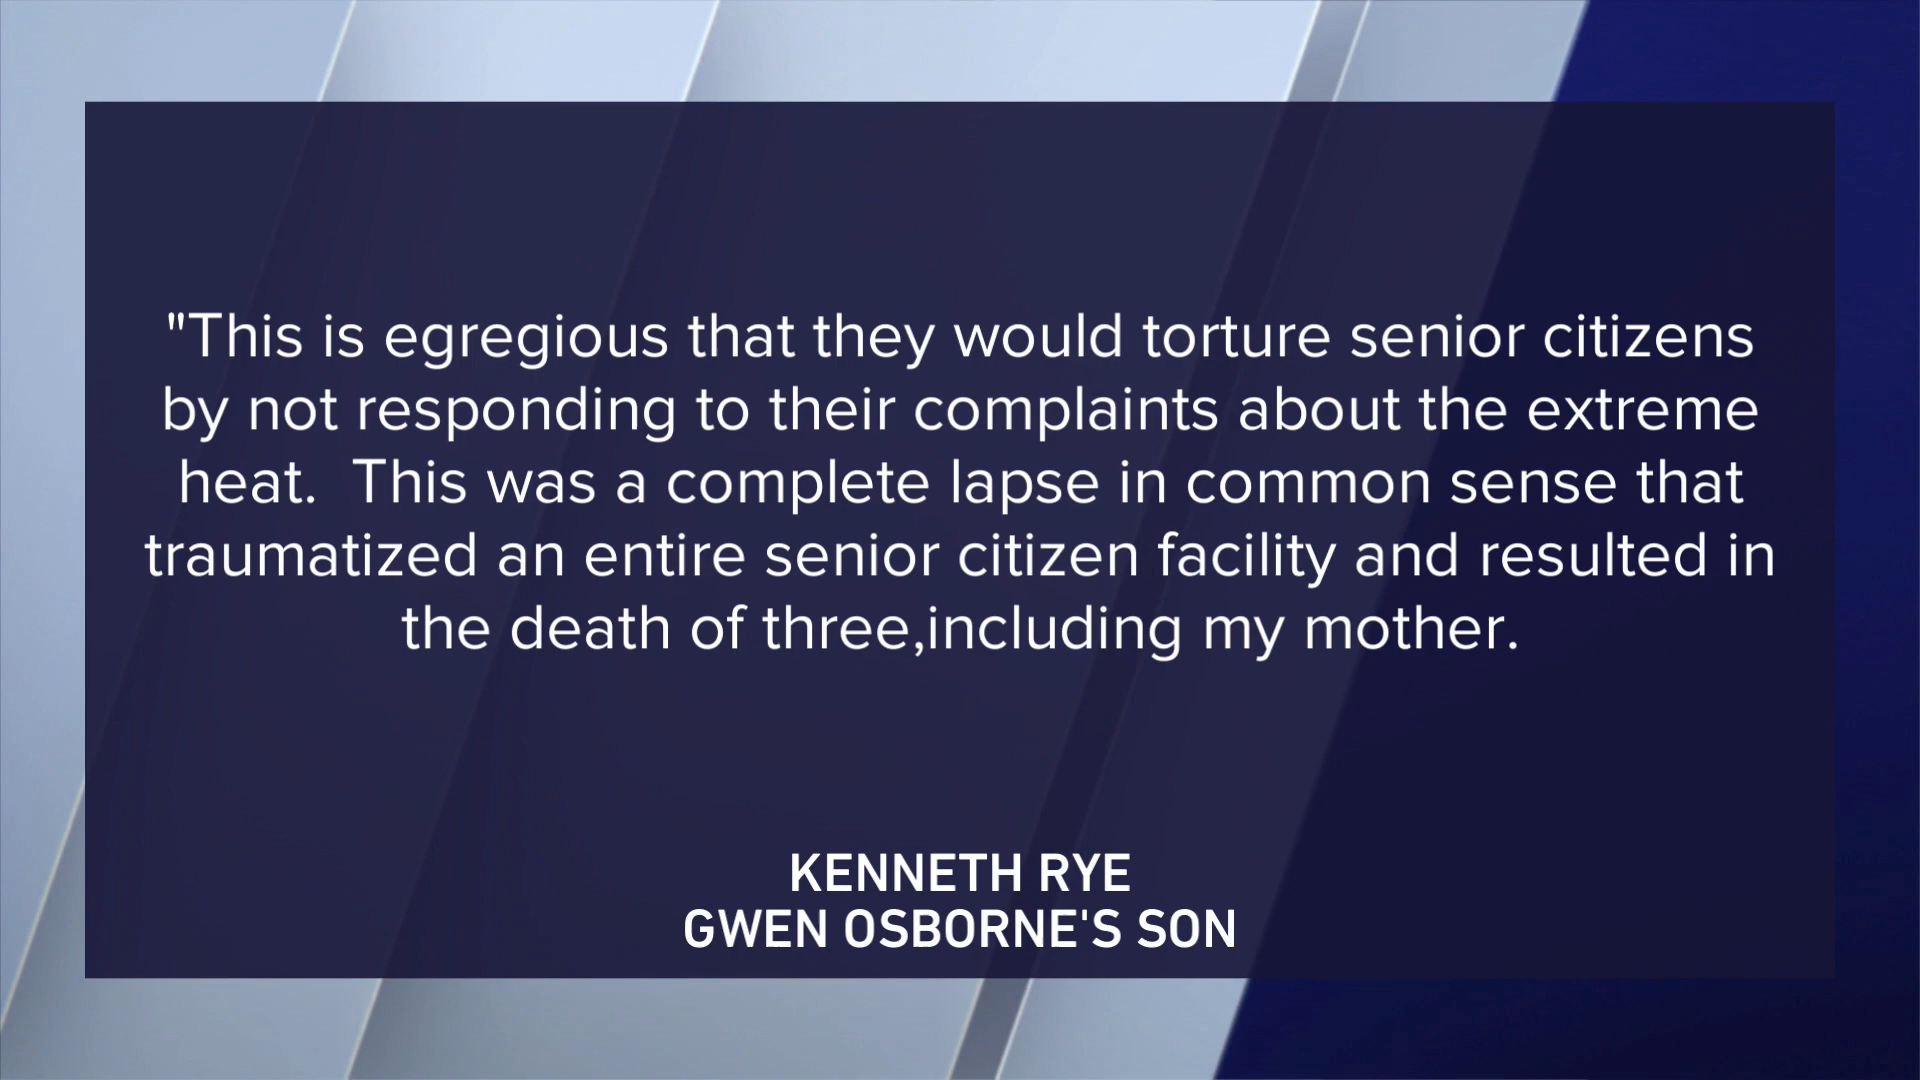 "This is egregious that they would torture senior citizens
by not responding to their complaints about the extreme
heat.  This was a complete lapse in common sense that
traumatized an entire senior citizen facility and resulted in
the death of three,including my mother.
KENNETH RYE
GWEN OSBORNE'S SON